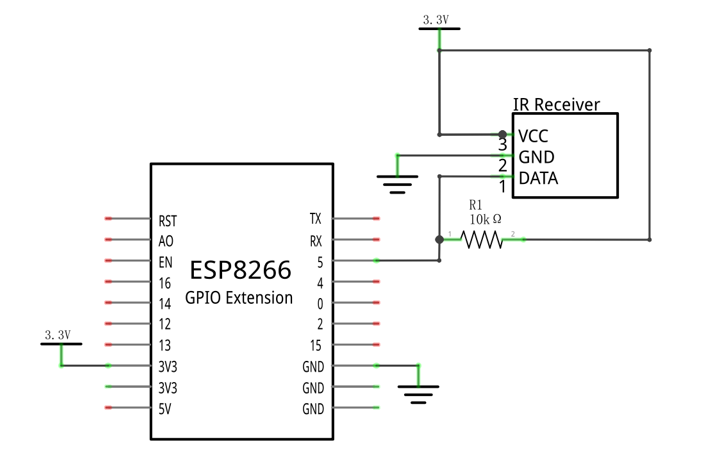 3.3V
IR Receiver
VCC
3
GND
2
DATA
1
R1
10kΩ
1
2
ESP8266
GPIO Extension
RST
AO
EN
16
14
12
13
3V3
3V3
5V
TX
RX
5
4
0
2
15
GND
GND
GND
3.3V